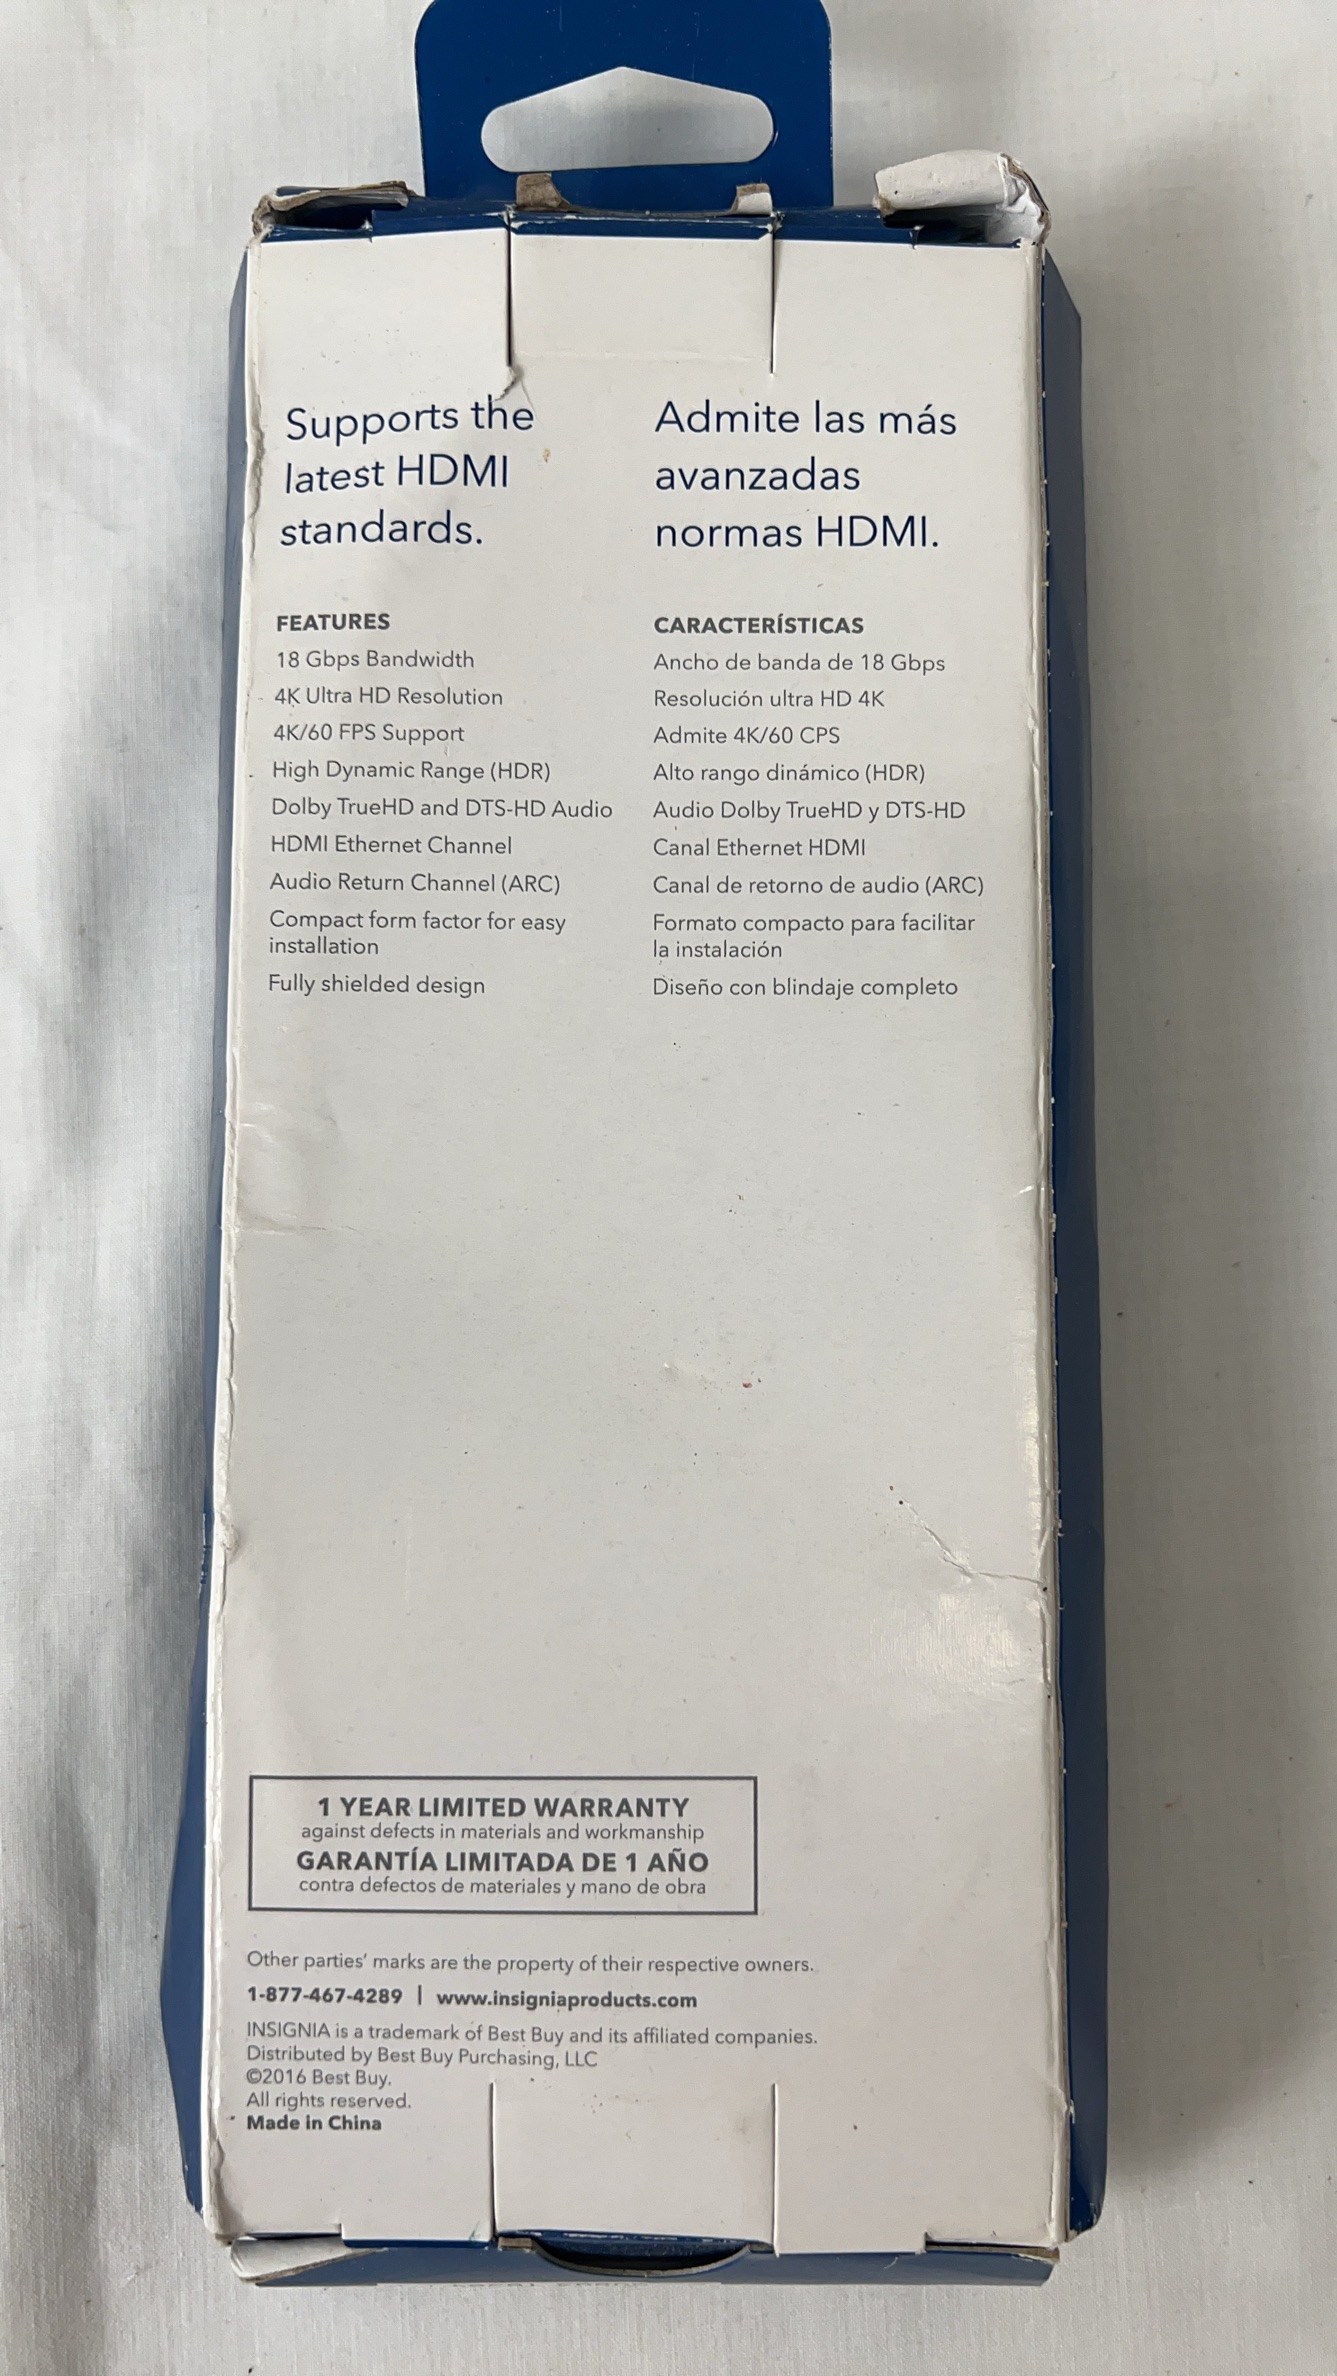 Supports the
latest HDMI
standards.
FEATURES
18 Gbps Bandwidth
4K Ultra HD Resolution
4K/60 FPS Support
High Dynamic Range (HDR)
Dolby TrueHD and DTS-HD Audio
HDMI Ethernet Channel
Audio Return Channel (ARC)
Compact form factor for easy
installation
Fully shielded design
Admite las más
avanzadas
normas HDMI.
CARACTERÍSTICAS
Ancho de banda de 18 Gbps
Resolución ultra HD 4K
Admite 4K/60 CPS
Alto rango dinámico (HDR)
Audio Dolby TrueHD y DTS-HD
Canal Ethernet HDMI
Canal de retorno de audio (ARC)
Formato compacto para facilitar
la instalación
Diseño con blindaje completo
1 YEAR LIMITED WARRANTY
against defects in materials and workmanship
GARANTÍA LIMITADA DE 1 AÑO
contra defectos de materiales y mano de obra
Other parties' marks are the property of their respective owners.
1-877-467-4289 | www.insigniaproducts.com
INSIGNIA is a trademark of Best Buy and its affiliated companies.
Distributed by Best Buy Purchasing, LLC
©2016 Best Buy.
All rights reserved.
Made in China